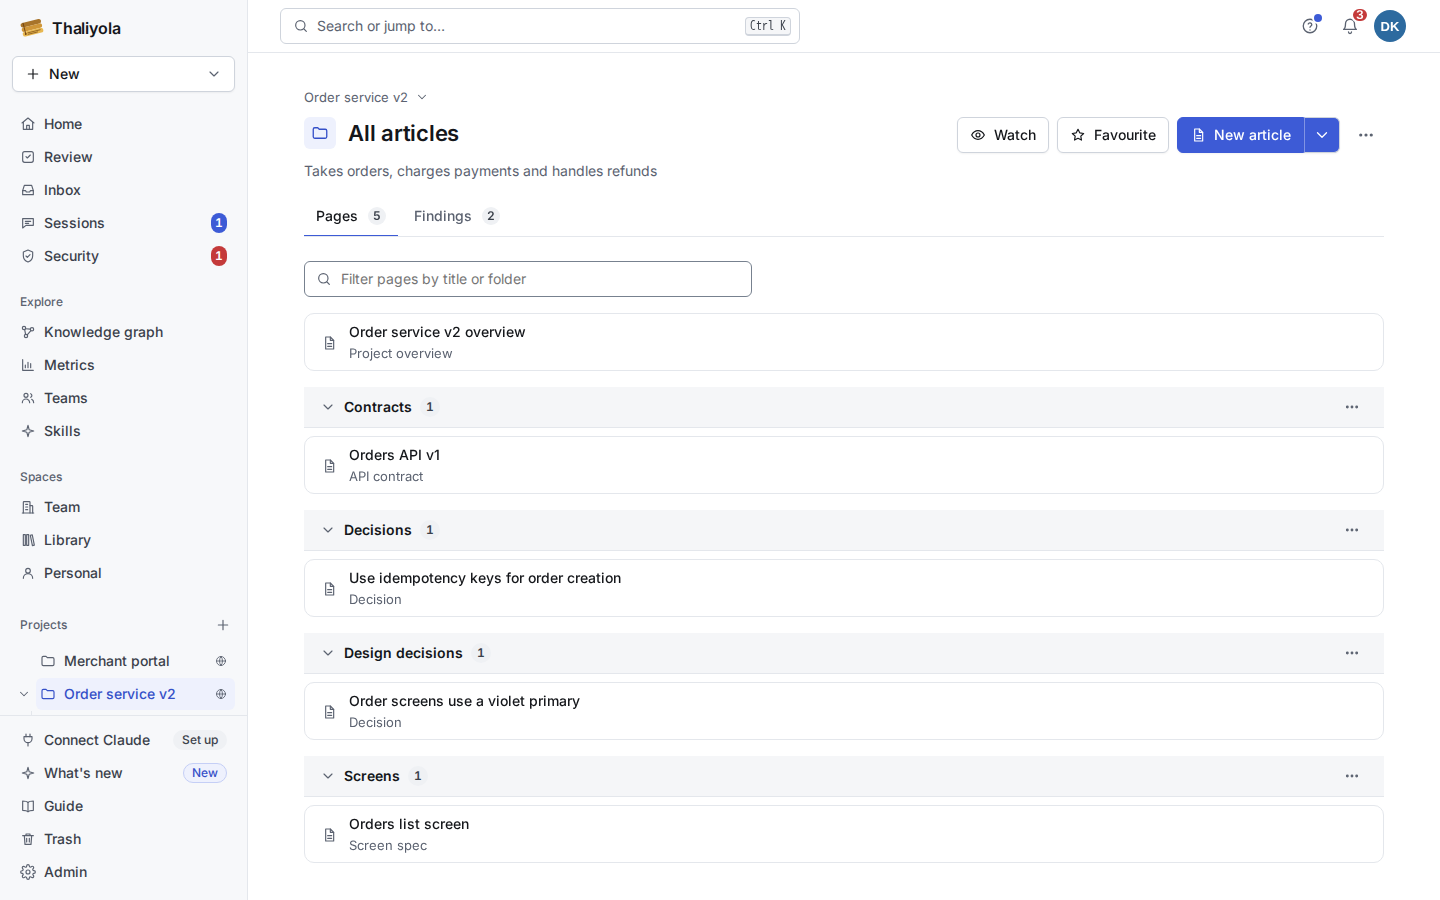 Thaliyola
New
Home
Review
Inbox
Sessions 1
Security 1
Explore
Knowledge graph
Metrics
Teams
Skills
Spaces
Team
Library
Personal
Projects
Merchant portal
Order service v2
Connect Claude Set up
What's new New
Guide
Trash
Admin
Search or jump to... Ctrl K
3
DK
Order service v2
All articles
Watch
Favourite
New article
Takes orders, charges payments and handles refunds
Pages 5
Findings 2
Filter pages by title or folder
Order service v2 overview
Project overview
Contracts 1
Orders API v1
API contract
Decisions 1
Use idempotency keys for order creation
Decision
Design decisions 1
Order screens use a violet primary
Decision
Screens 1
Orders list screen
Screen spec